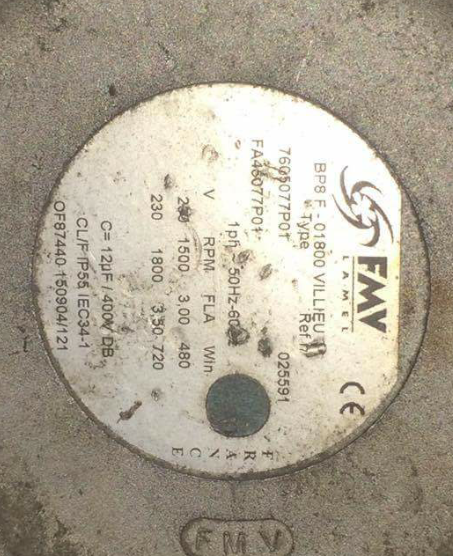 FMV
LAMEL
CE
BP8 F - 01800 VILLIEU
Type Ref n
7605077P01 025591
FA46077P01
1ph 50Hz-60Hz
V RPM FLA Win
230 1500 3.00 480
230 1800 3.50 720
C= 12µF / 400V DB
CL/F IP55 IEC34-1
OF87440 150904/121
FRANCE
FMV